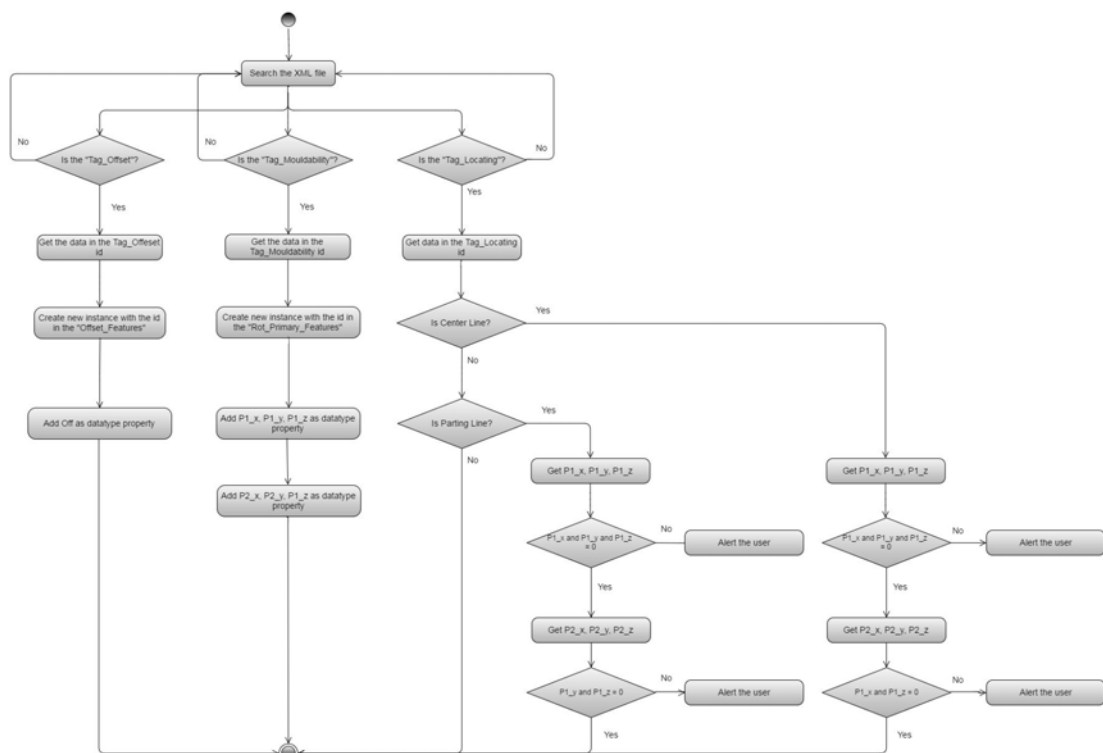 Search the XML file
No
No
No
Is the "Tag_Offset"?
Is the "Tag_Mouldability"?
Is the "Tag_Locating"?
Yes
Yes
Yes
Get the data in the Tag_Offeset
id
Get the data in the
Tag_Mouldability id
Get data in the Tag_Locating
id
Create new instance with the id
in the "Offset_Features"
Create new instance with the id in
the "Rot_Primary_Features"
Is Center Line?
Yes
No
Add Off as datatype property
Add P1_x, P1_y, P1_z as datatype
property
Is Parting Line?
Yes
No
Add P2_x, P2_y, P1_z as datatype
property
Get P1_x, P1_y, P1_z
Get P1_x, P1_y, P1_z
P1_x and P1_y and P1_z
= 0
No
Alert the user
P1_x and P1_y and P1_z
= 0
No
Alert the user
Yes
Yes
Get P2_x, P2_y, P2_z
Get P2_x, P2_y, P2_z
P1_y and P1_z = 0
No
Alert the user
P1_x and P1_z = 0
No
Alert the user
Yes
Yes